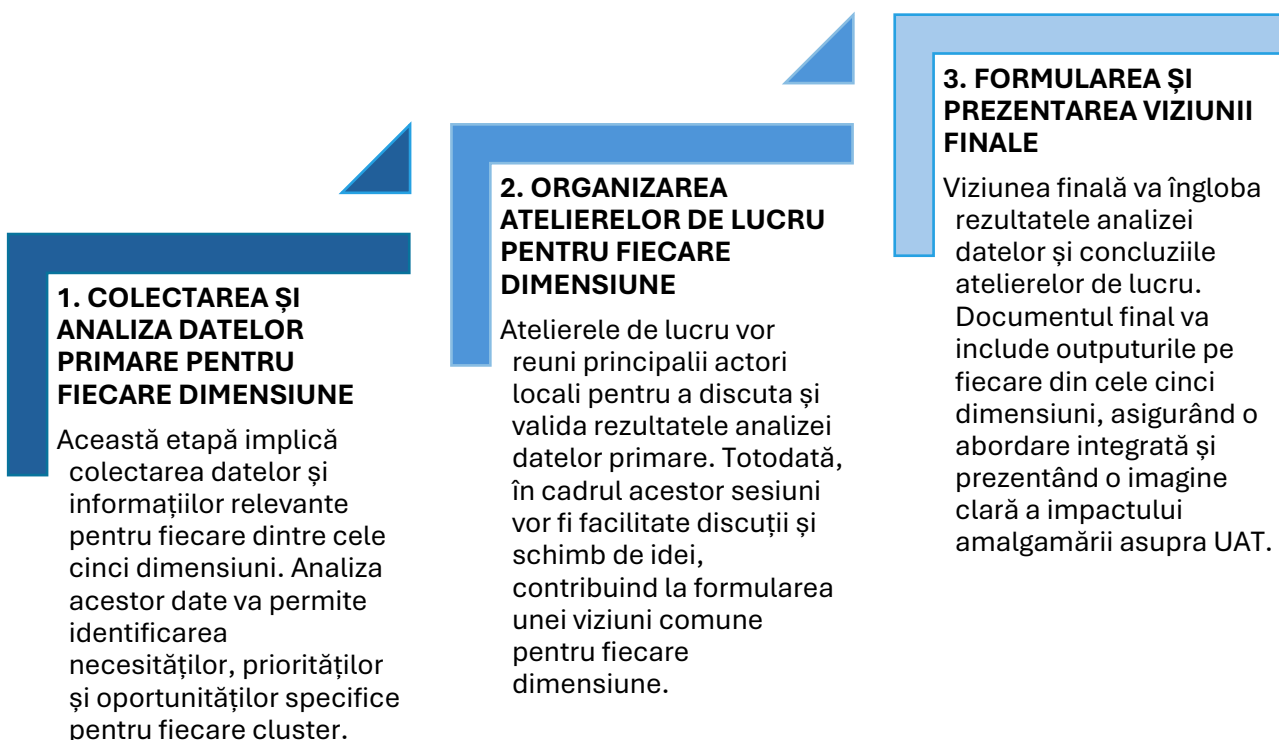 1. COLECTAREA ȘI
ANALIZA DATELOR
PRIMARE PENTRU
FIECARE DIMENSIUNE
Această etapă implică
colectarea datelor și
informațiilor relevante
pentru fiecare dintre cele
cinci dimensiuni. Analiza
acestor date va permite
identificarea
necesităților, priorităților
și oportunităților specifice
pentru fiecare cluster.
2. ORGANIZAREA
ATELIERELOR DE LUCRU
PENTRU FIECARE
DIMENSIUNE
Atelierele de lucru vor
reuni principalii actori
locali pentru a discuta și
valida rezultatele analizei
datelor primare. Totodată,
în cadrul acestor sesiuni
vor fi facilitate discuții și
schimb de idei,
contribuind la formularea
unei viziuni comune
pentru fiecare
dimensiune.
3. FORMULAREA ȘI
PREZENTAREA VIZIUNII
FINALE
Viziunea finală va îngloba
rezultatele analizei
datelor și concluziile
atelierelor de lucru.
Documentul final va
include outputurile pe
fiecare din cele cinci
dimensiuni, asigurând o
abordare integrată și
prezentând o imagine
clară a impactului
amalgamării asupra UAT.